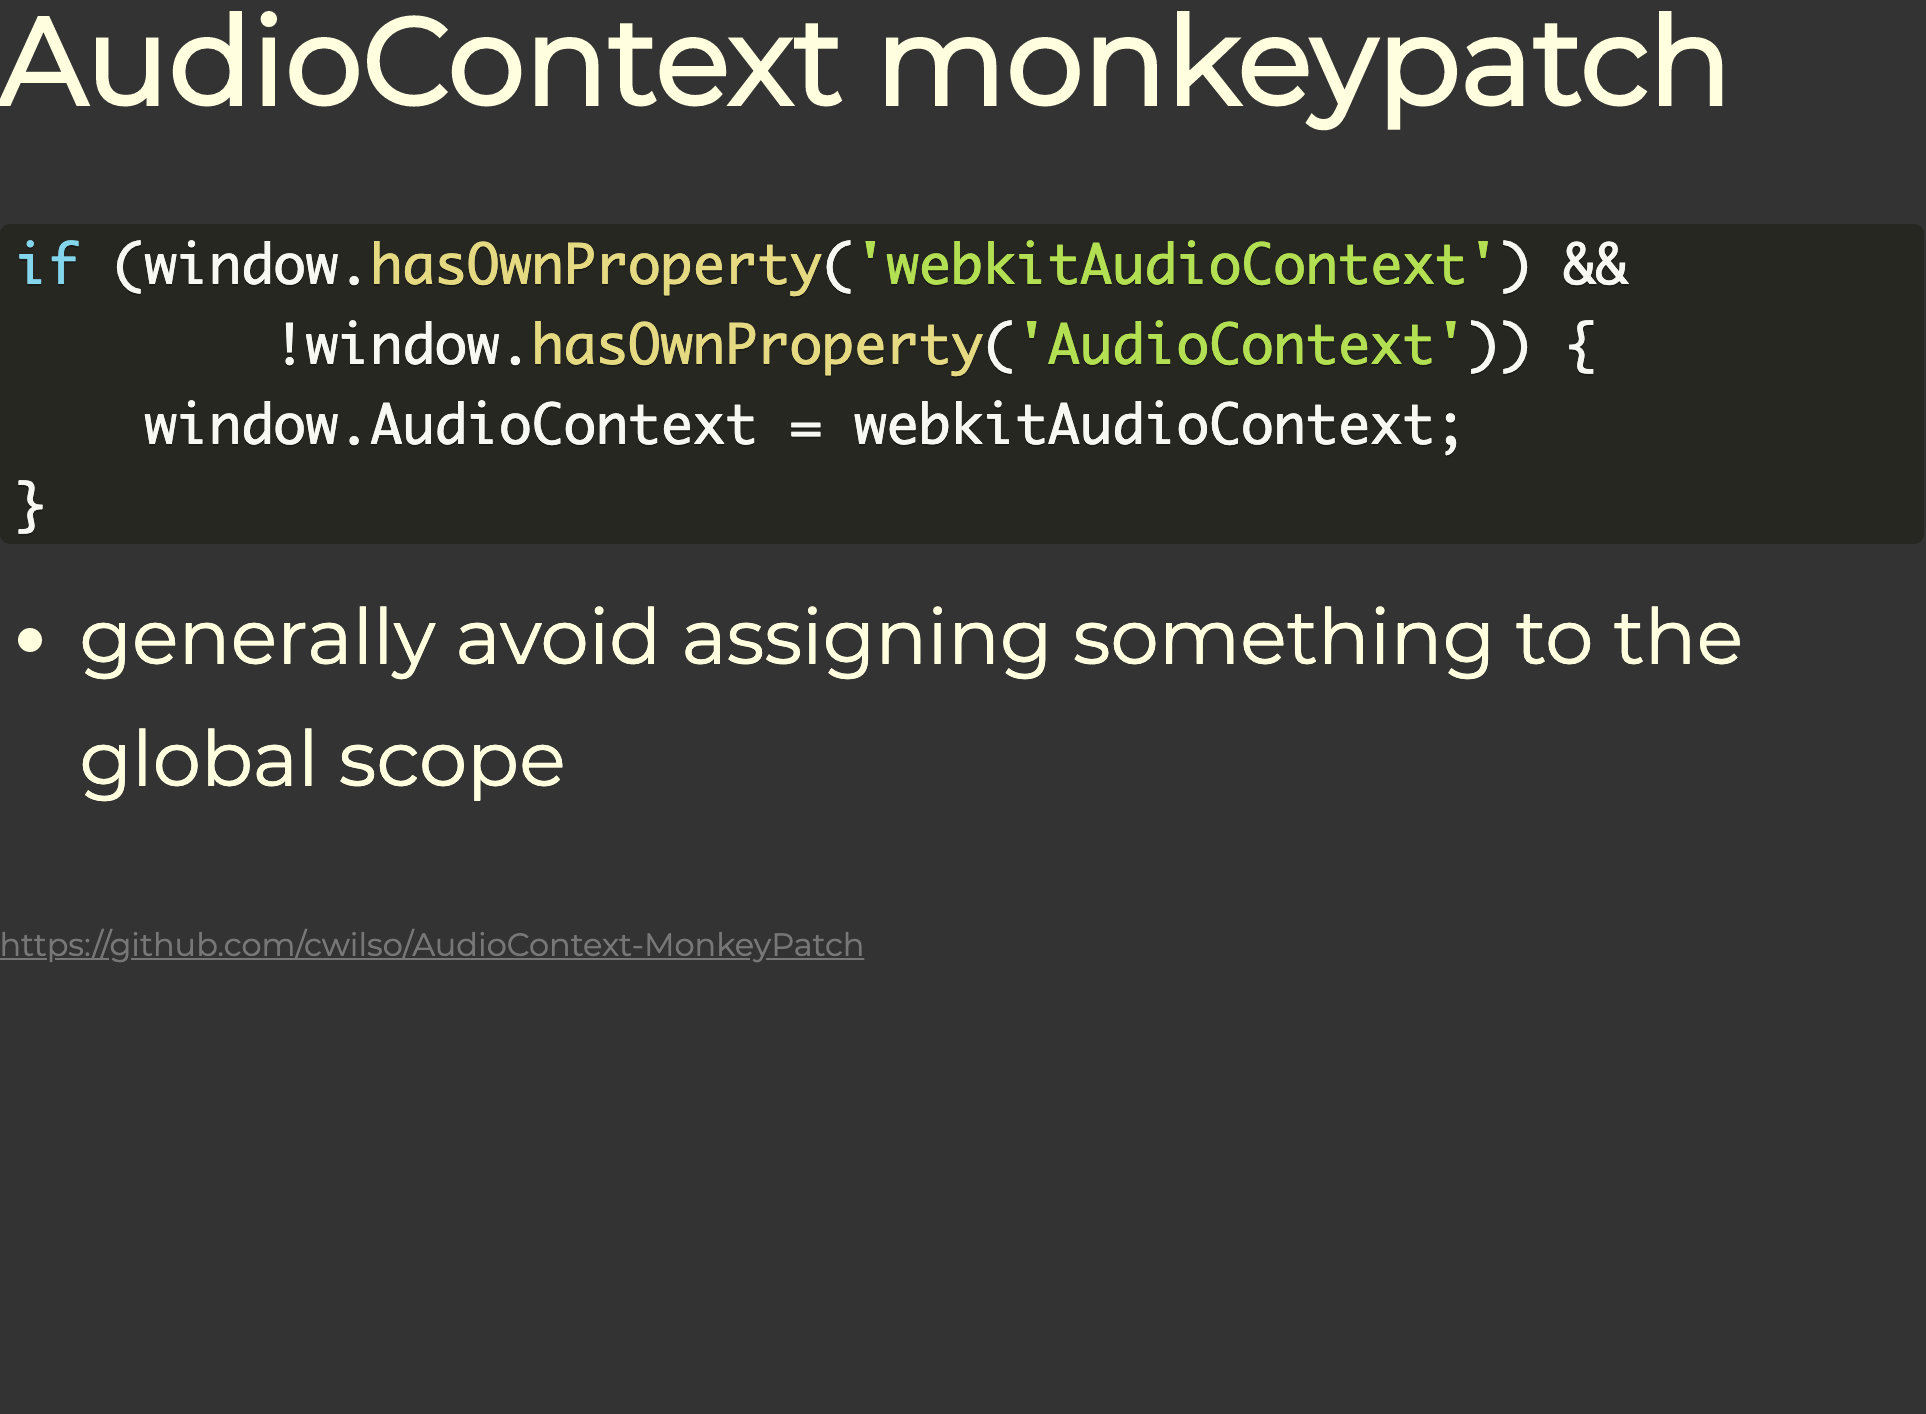 AudioContext monkeypatch
if (window.hasOwnProperty('webkitAudioContext') &&
        !window.hasOwnProperty('AudioContext')) {
    window.AudioContext = webkitAudioContext;
}
• generally avoid assigning something to the
global scope
https://github.com/cwilso/AudioContext-MonkeyPatch